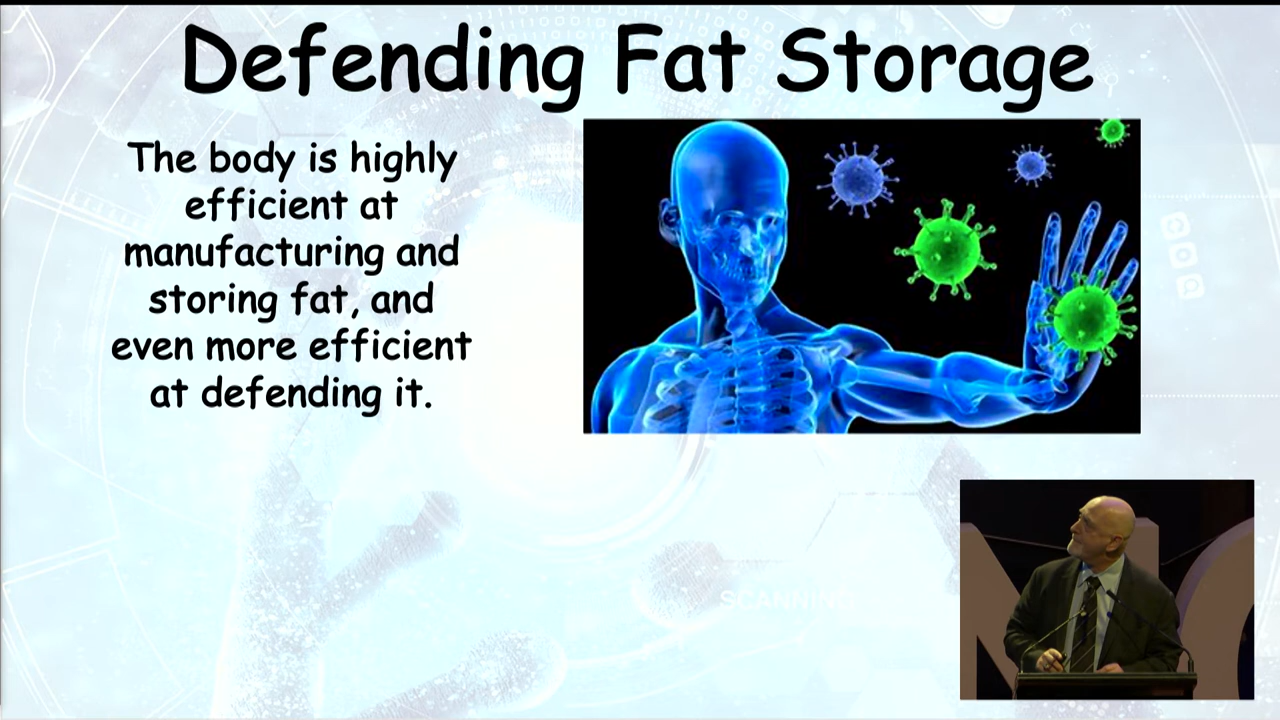 Defending Fat Storage
The body is highly
efficient at
manufacturing and
storing fat, and
even more efficient
at defending it.
SCANNING